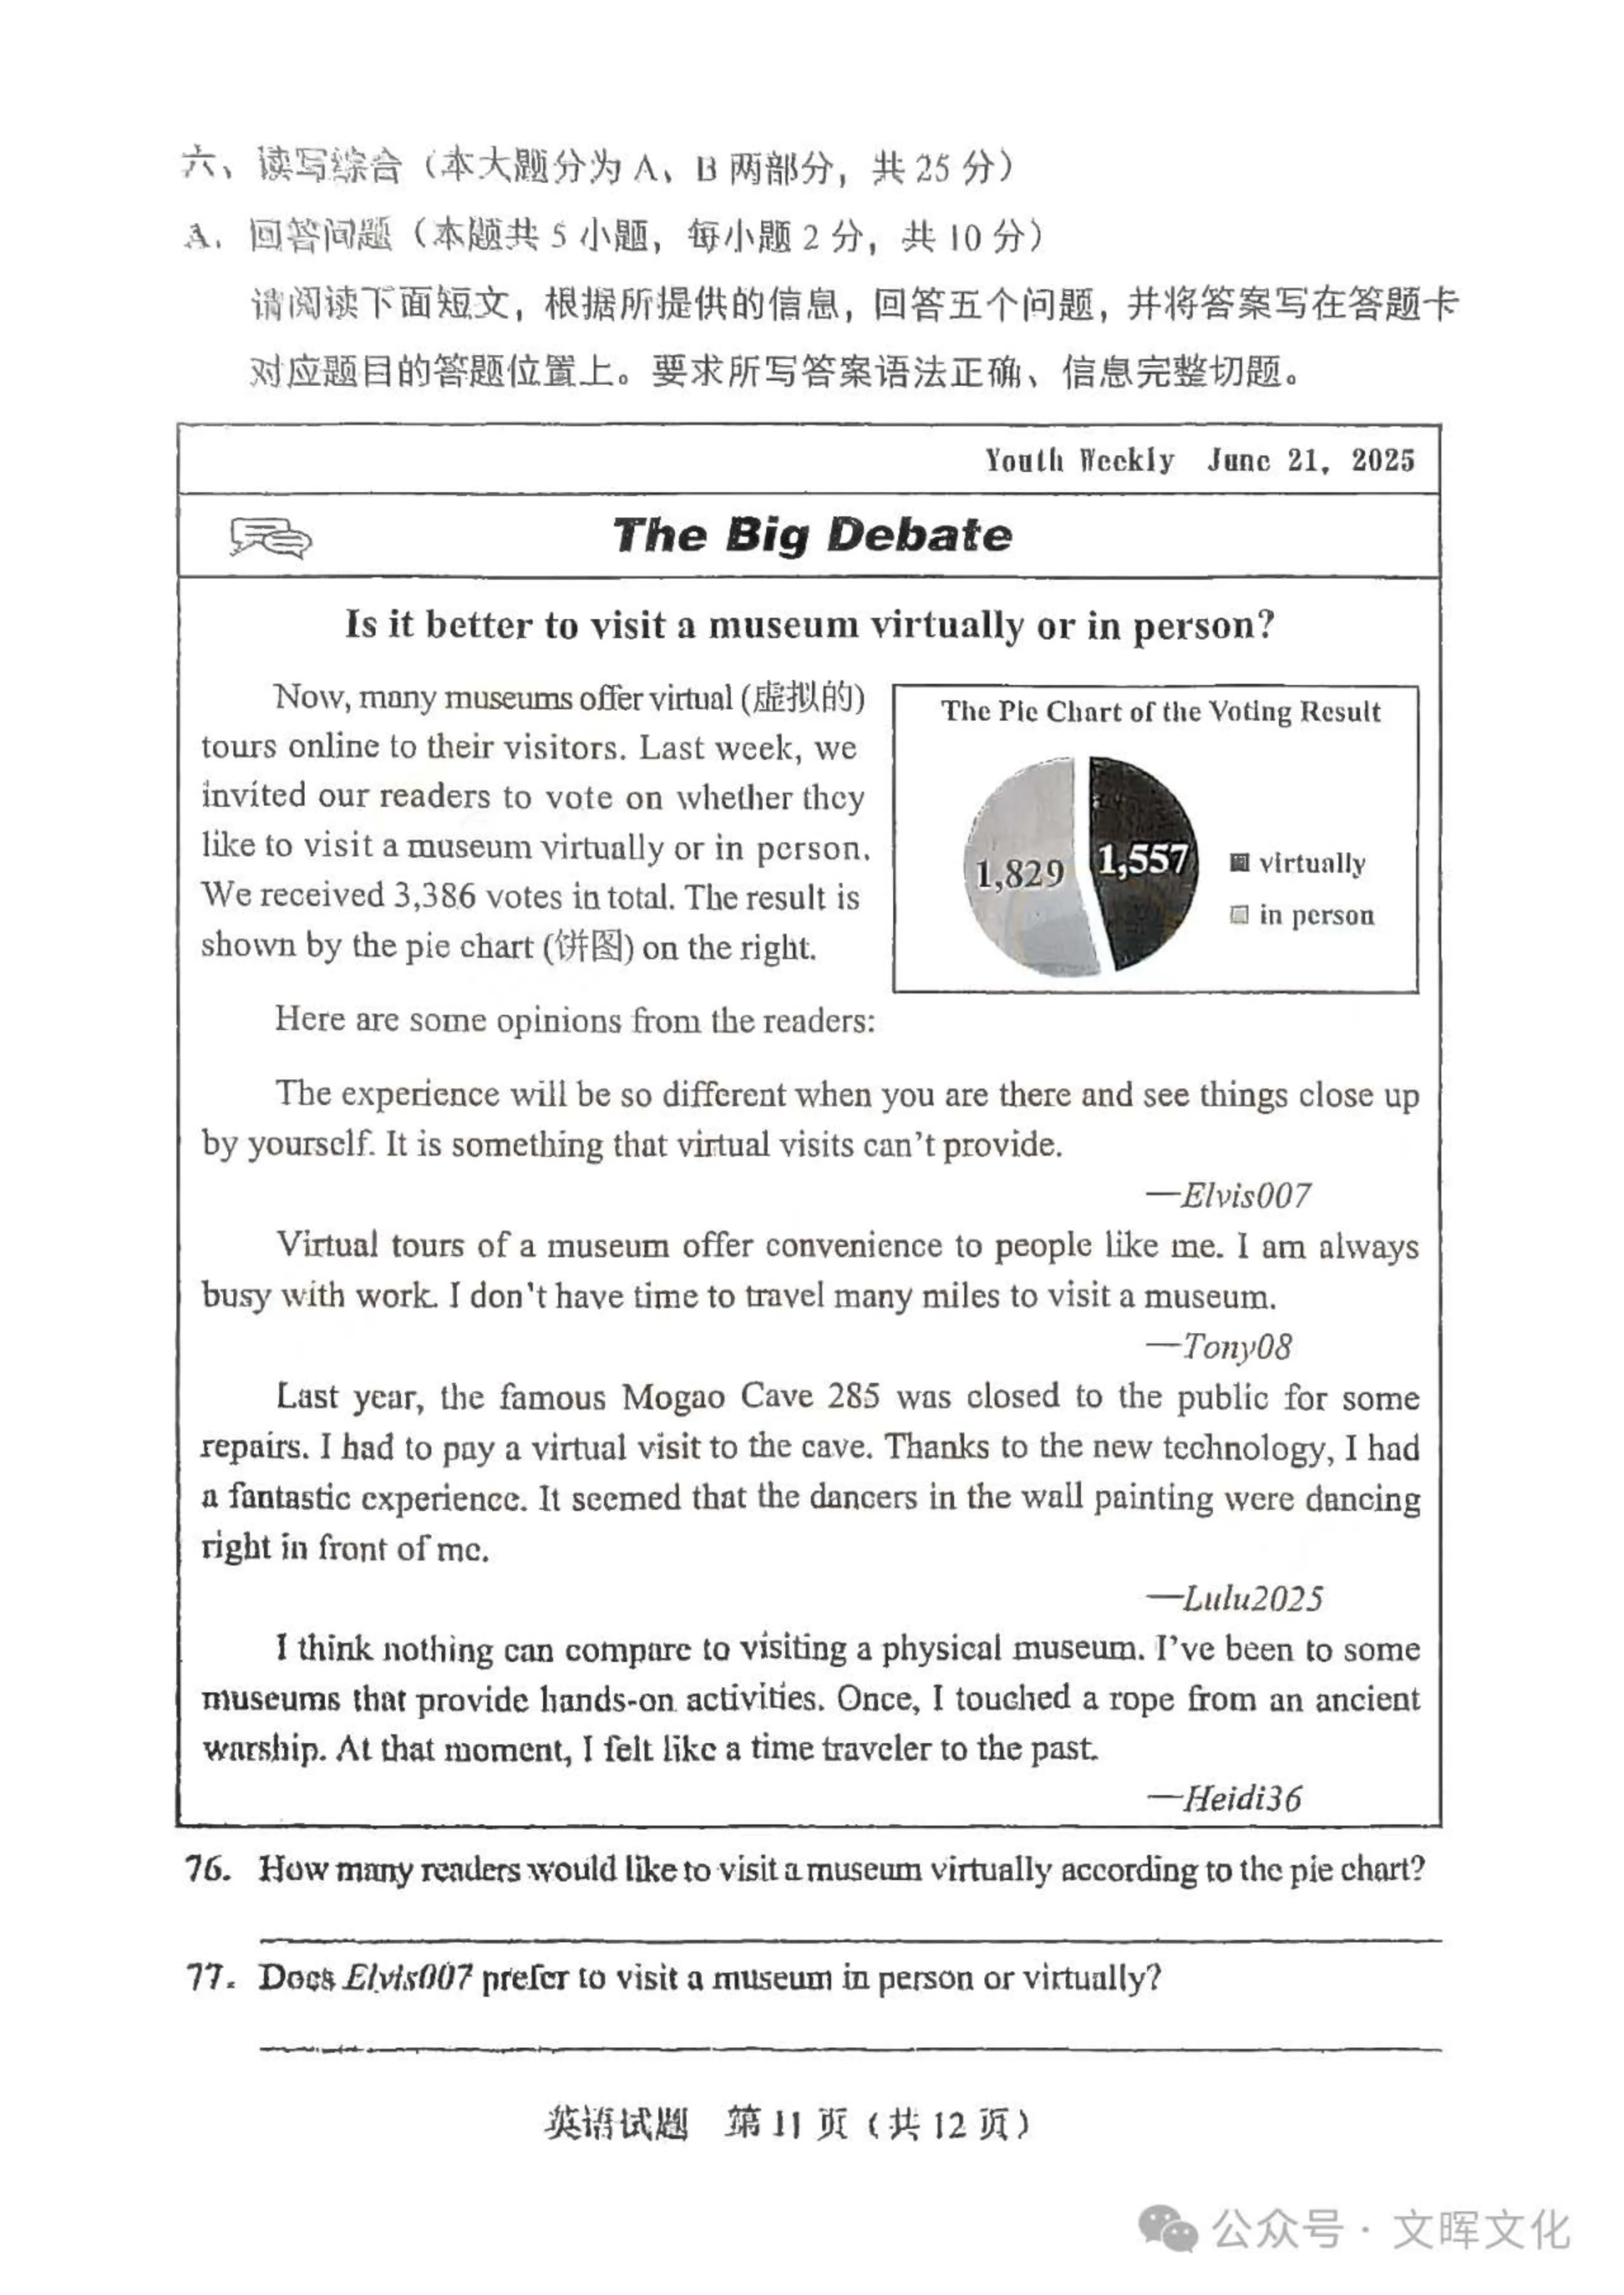 六、读写综合（本大题分为 A、B 两部分，共 25 分）
A. 回答问题（本题共 5 小题，每小题 2 分，共 10 分）
请阅读下面短文，根据所提供的信息，回答五个问题，并将答案写在答题卡
对应题目的答题位置上。要求所写答案语法正确、信息完整切题。
Youth Weekly June 21, 2025
The Big Debate
Is it better to visit a museum virtually or in person?
Now, many museums offer virtual (虚拟的)
tours online to their visitors. Last week, we
invited our readers to vote on whether they
like to visit a museum virtually or in person.
We received 3,386 votes in total. The result is
shown by the pie chart (饼图) on the right.
The Pie Chart of the Voting Result
1,829
1,557
virtually
in person
Here are some opinions from the readers:
The experience will be so different when you are there and see things close up
by yourself. It is something that virtual visits can't provide.
—Elvis007
Virtual tours of a museum offer convenience to people like me. I am always
busy with work. I don't have time to travel many miles to visit a museum.
—Tony08
Last year, the famous Mogao Cave 285 was closed to the public for some
repairs. I had to pay a virtual visit to the cave. Thanks to the new technology, I had
a fantastic experience. It seemed that the dancers in the wall painting were dancing
right in front of me.
—Lulu2025
I think nothing can compare to visiting a physical museum. I've been to some
museums that provide hands-on activities. Once, I touched a rope from an ancient
warship. At that moment, I felt like a time traveler to the past.
—Heidi36
76. How many readers would like to visit a museum virtually according to the pie chart?
77. Does Elvis007 prefer to visit a museum in person or virtually?
英语试题 第 11 页（共 12 页）
公众号 · 文晖文化